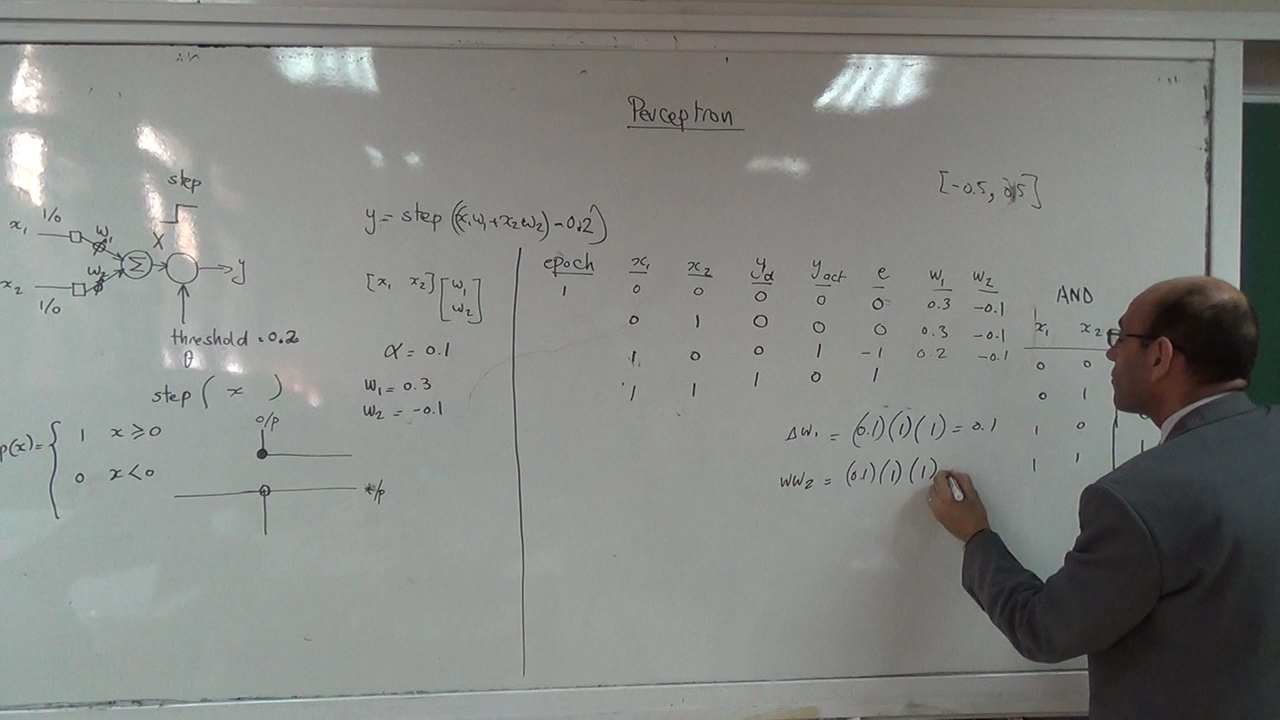 Perceptron
[-0.5, 0.5]
step
x₁ 1/0 w₁ X
Σ y
x₂ 1/0 w₂
threshold = 0.2
θ
step ( x )
p(x) = { 1 x ≥ 0
0 x < 0
o/p
y = step ((x₁w₁ + x₂w₂) - 0.2)
[x₁ x₂] [w₁
w₂]
α = 0.1
w₁ = 0.3
w₂ = -0.1
epoch x₁ x₂ y_d y_act e w₁ w₂
1 0 0 0 0 0 0.3 -0.1
0 1 0 0 0 0.3 -0.1
1 0 0 1 -1 0.2 -0.1
1 1 1 0 1
Δw₁ = (0.1)(1)(1) = 0.1
ww₂ = (0.1)(1)(1)
AND
x₁ x₂
0 0
0 1
1 0
1 1